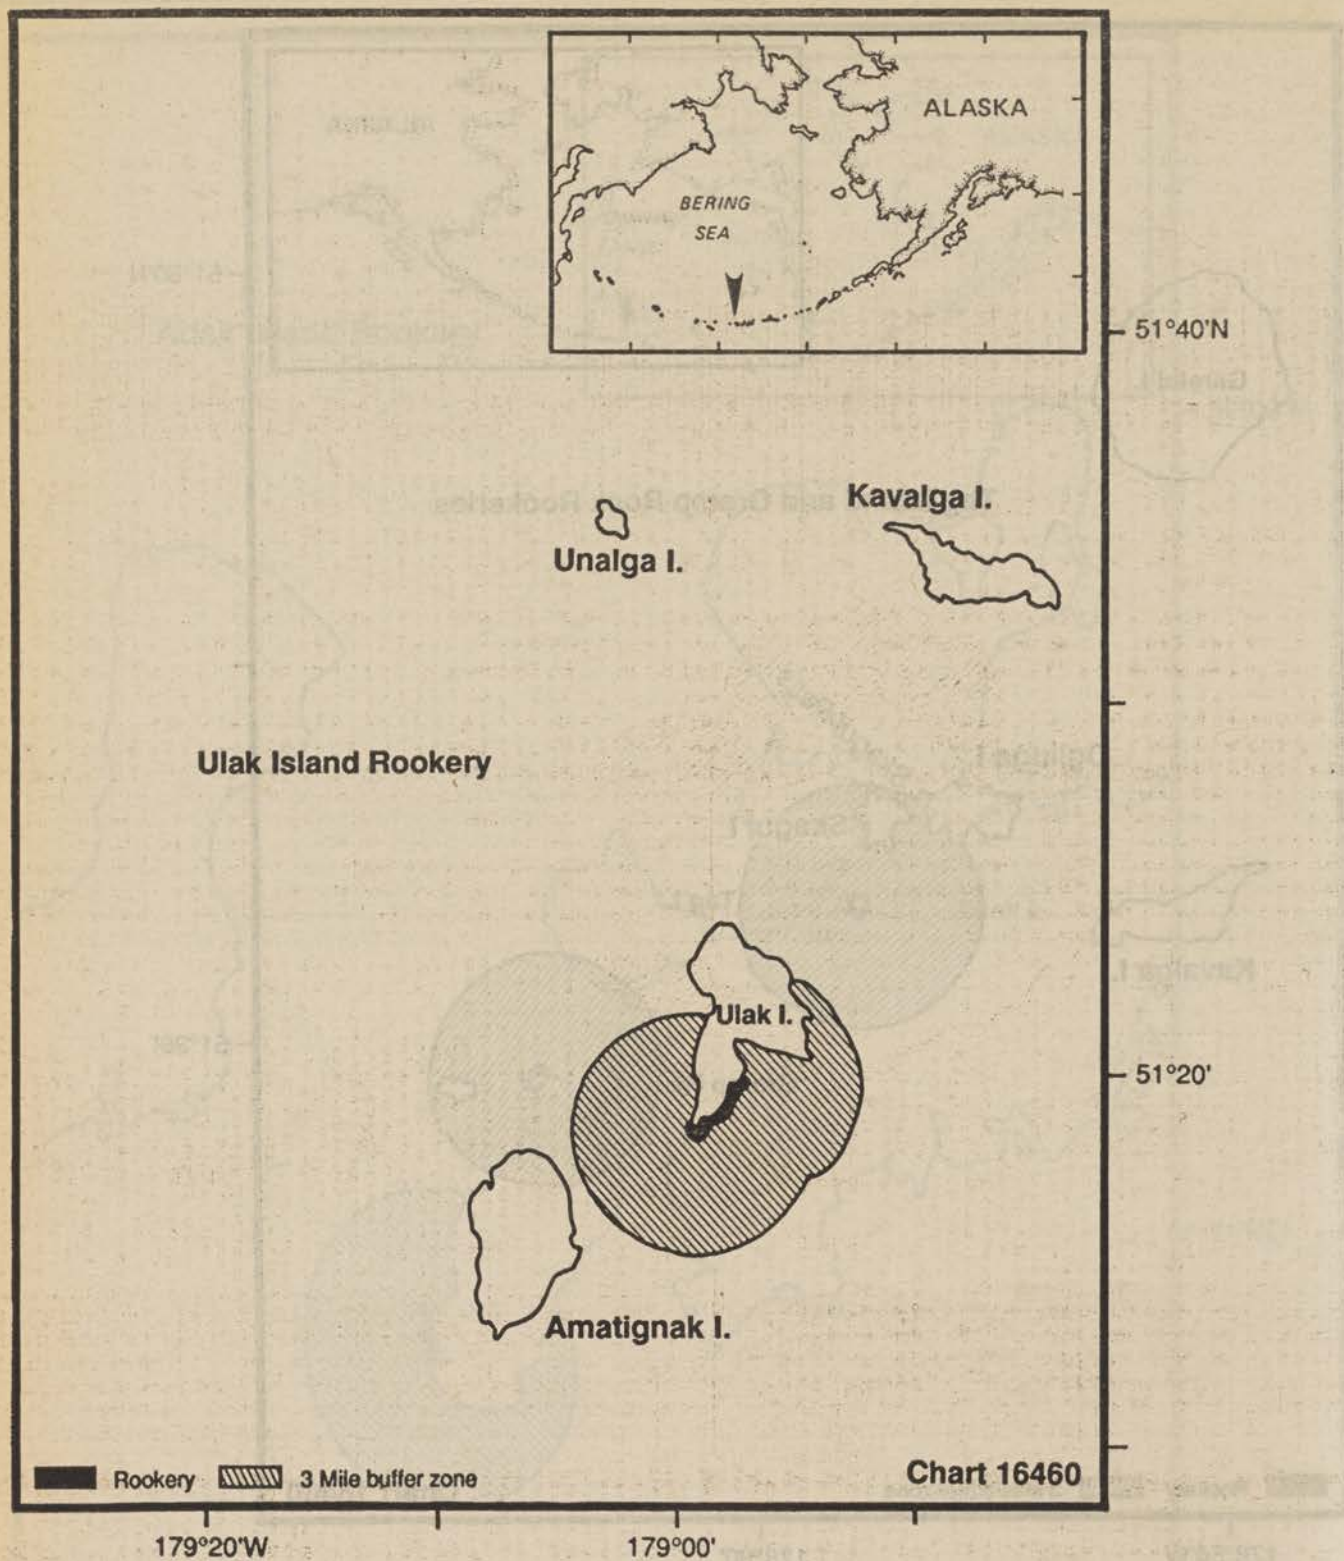 ALASKA
BERING
SEA
51°40'N
Kavalga I.
Unalga I.
Ulak Island Rookery
Ulak I.
51°20'
Amatignak I.
Rookery
3 Mile buffer zone
Chart 16460
179°20'W
179°00'